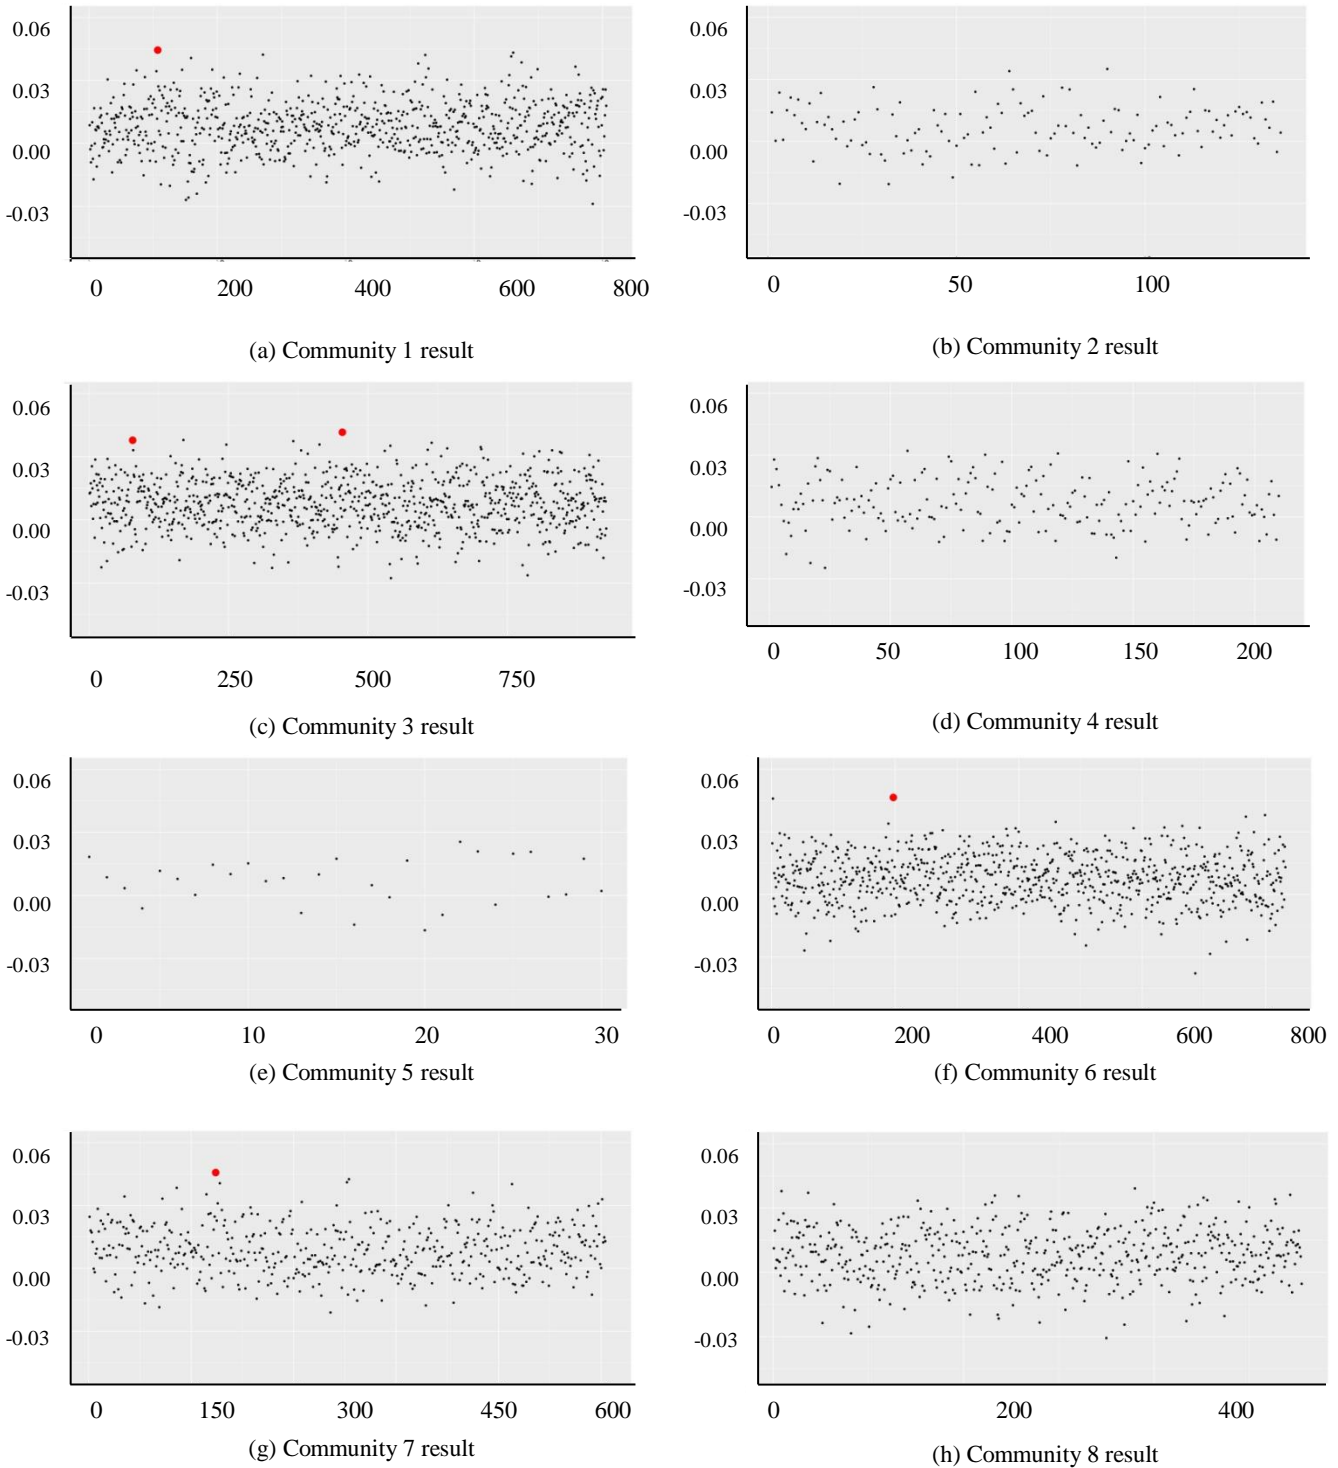 0.06
0.03
0.00
-0.03
0 200 400 600 800
(a) Community 1 result
0.06
0.03
0.00
-0.03
0 50 100
(b) Community 2 result
0.06
0.03
0.00
-0.03
0 250 500 750
(c) Community 3 result
0.06
0.03
0.00
-0.03
0 50 100 150 200
(d) Community 4 result
0.06
0.03
0.00
-0.03
0 10 20 30
(e) Community 5 result
0.06
0.03
0.00
-0.03
0 200 400 600 800
(f) Community 6 result
0.06
0.03
0.00
-0.03
0 150 300 450 600
(g) Community 7 result
0.06
0.03
0.00
-0.03
0 200 400
(h) Community 8 result